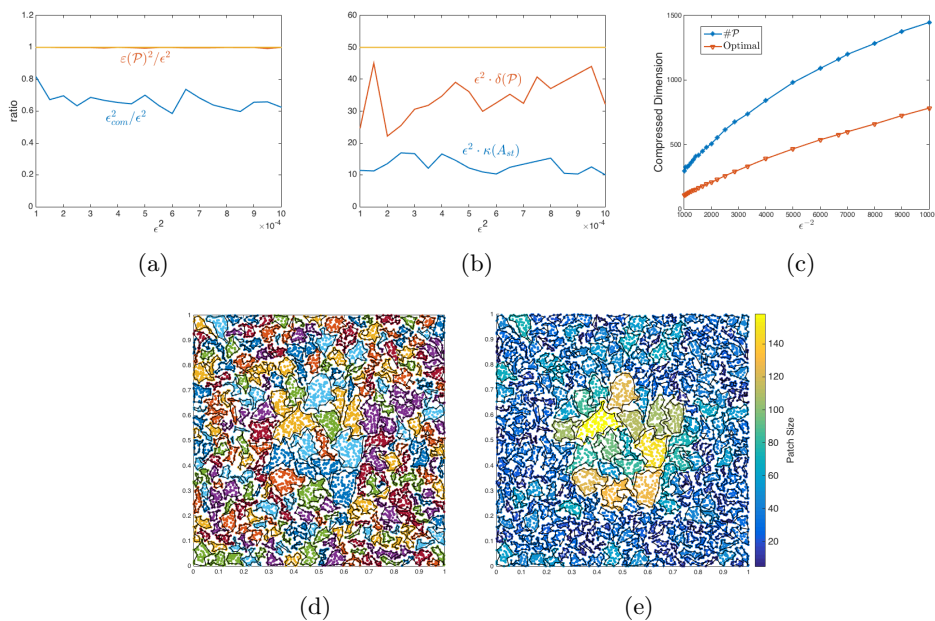 1.2
1
0.8
0.6
0.4
0.2
0
ratio
ε(𝒫)²/ϵ²
ϵ²_com/ϵ²
1 2 3 4 5 6 7 8 9 10
ϵ² ×10⁻⁴
(a)
60
50
40
30
20
10
0
ϵ² · δ(𝒫)
ϵ² · κ(A_st)
1 2 3 4 5 6 7 8 9 10
ϵ² ×10⁻⁴
(b)
1500
1000
500
0
Compressed Dimension
#𝒫
Optimal
1000 2000 3000 4000 5000 6000 7000 8000 9000 1000
ϵ⁻²
(c)
1
0.9
0.8
0.7
0.6
0.5
0.4
0.3
0.2
0.1
0
0 0.1 0.2 0.3 0.4 0.5 0.6 0.7 0.8 0.9 1
(d)
1
0.9
0.8
0.7
0.6
0.5
0.4
0.3
0.2
0.1
0
0 0.1 0.2 0.3 0.4 0.5 0.6 0.7 0.8 0.9 1
140
120
100
80
60
40
20
Patch Size
(e)